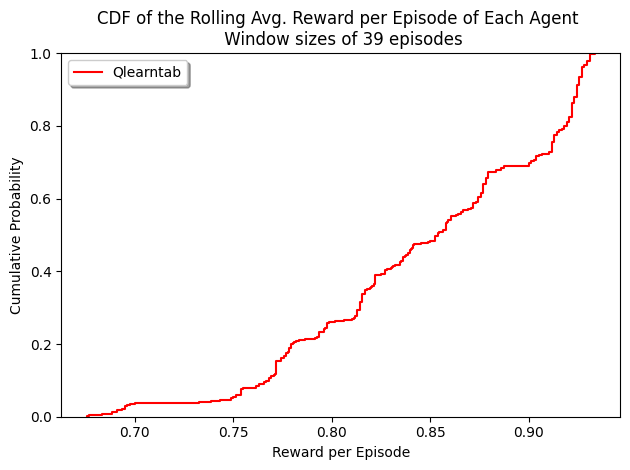 CDF of the Rolling Avg. Reward per Episode of Each Agent
Window sizes of 39 episodes
Qlearntab
1.0
0.8
0.6
0.4
0.2
0.0
Cumulative Probability
0.70 0.75 0.80 0.85 0.90
Reward per Episode